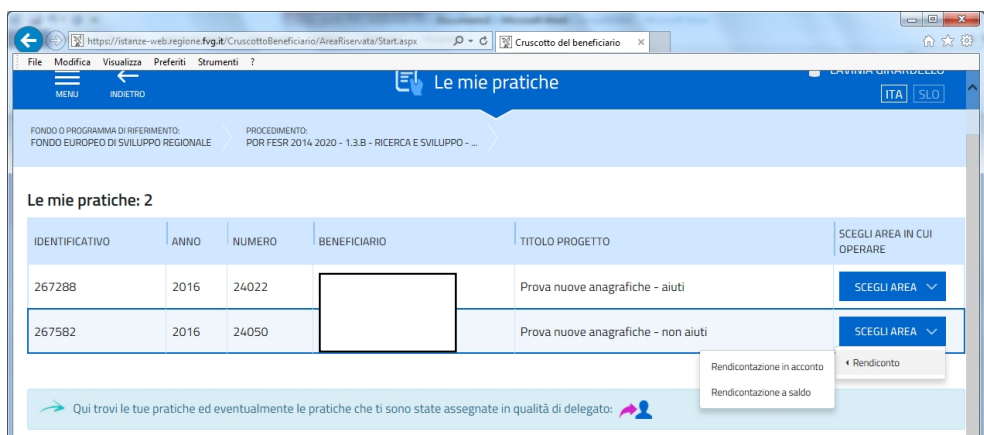 https://istanze-web.regione.fvg.it/CruscottoBeneficiario/AreaRiservata/Start.aspx
Cruscotto del beneficiario
File Modifica Visualizza Preferiti Strumenti ?
MENU
INDIETRO
Le mie pratiche
LAVINIA GIRARDELLO
ITA SLO
FONDO O PROGRAMMA DI RIFERIMENTO:
FONDO EUROPEO DI SVILUPPO REGIONALE
PROCEDIMENTO:
POR FESR 2014 2020 - 1.3.B - RICERCA E SVILUPPO - ...
Le mie pratiche: 2
IDENTIFICATIVO ANNO NUMERO BENEFICIARIO TITOLO PROGETTO SCEGLI AREA IN CUI
OPERARE
267288 2016 24022 Prova nuove anagrafiche - aiuti SCEGLI AREA
267582 2016 24050 Prova nuove anagrafiche - non aiuti SCEGLI AREA
Rendiconto
Rendicontazione in acconto
Rendicontazione a saldo
Qui trovi le tue pratiche ed eventualmente le pratiche che ti sono state assegnate in qualità di delegato: